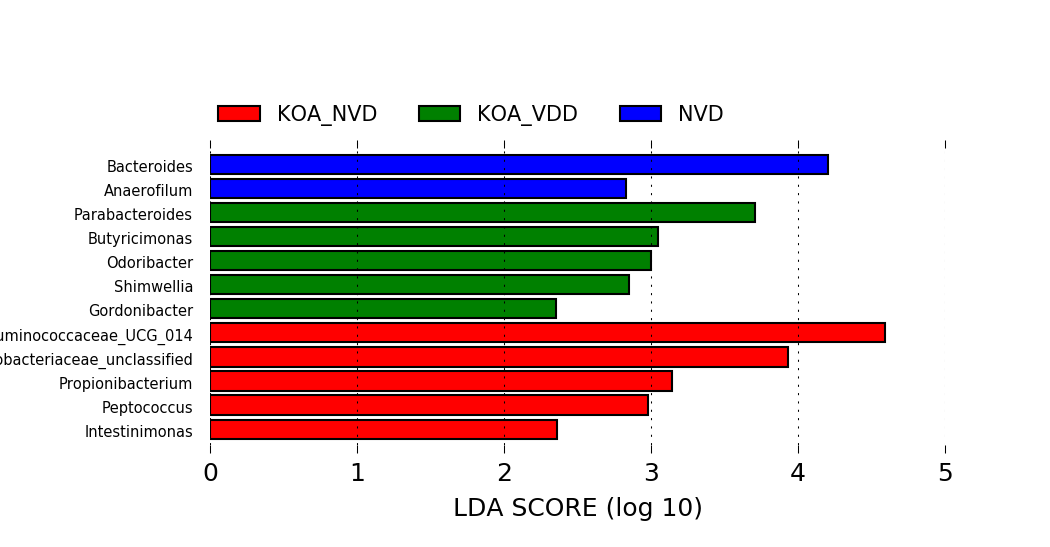 KOA_NVD KOA_VDD NVD
Bacteroides
Anaerofilum
Parabacteroides
Butyricimonas
Odoribacter
Shimwellia
Gordonibacter
uminococcaceae_UCG_014
obacteriaceae_unclassified
Propionibacterium
Peptococcus
Intestinimonas
0 1 2 3 4 5
LDA SCORE (log 10)